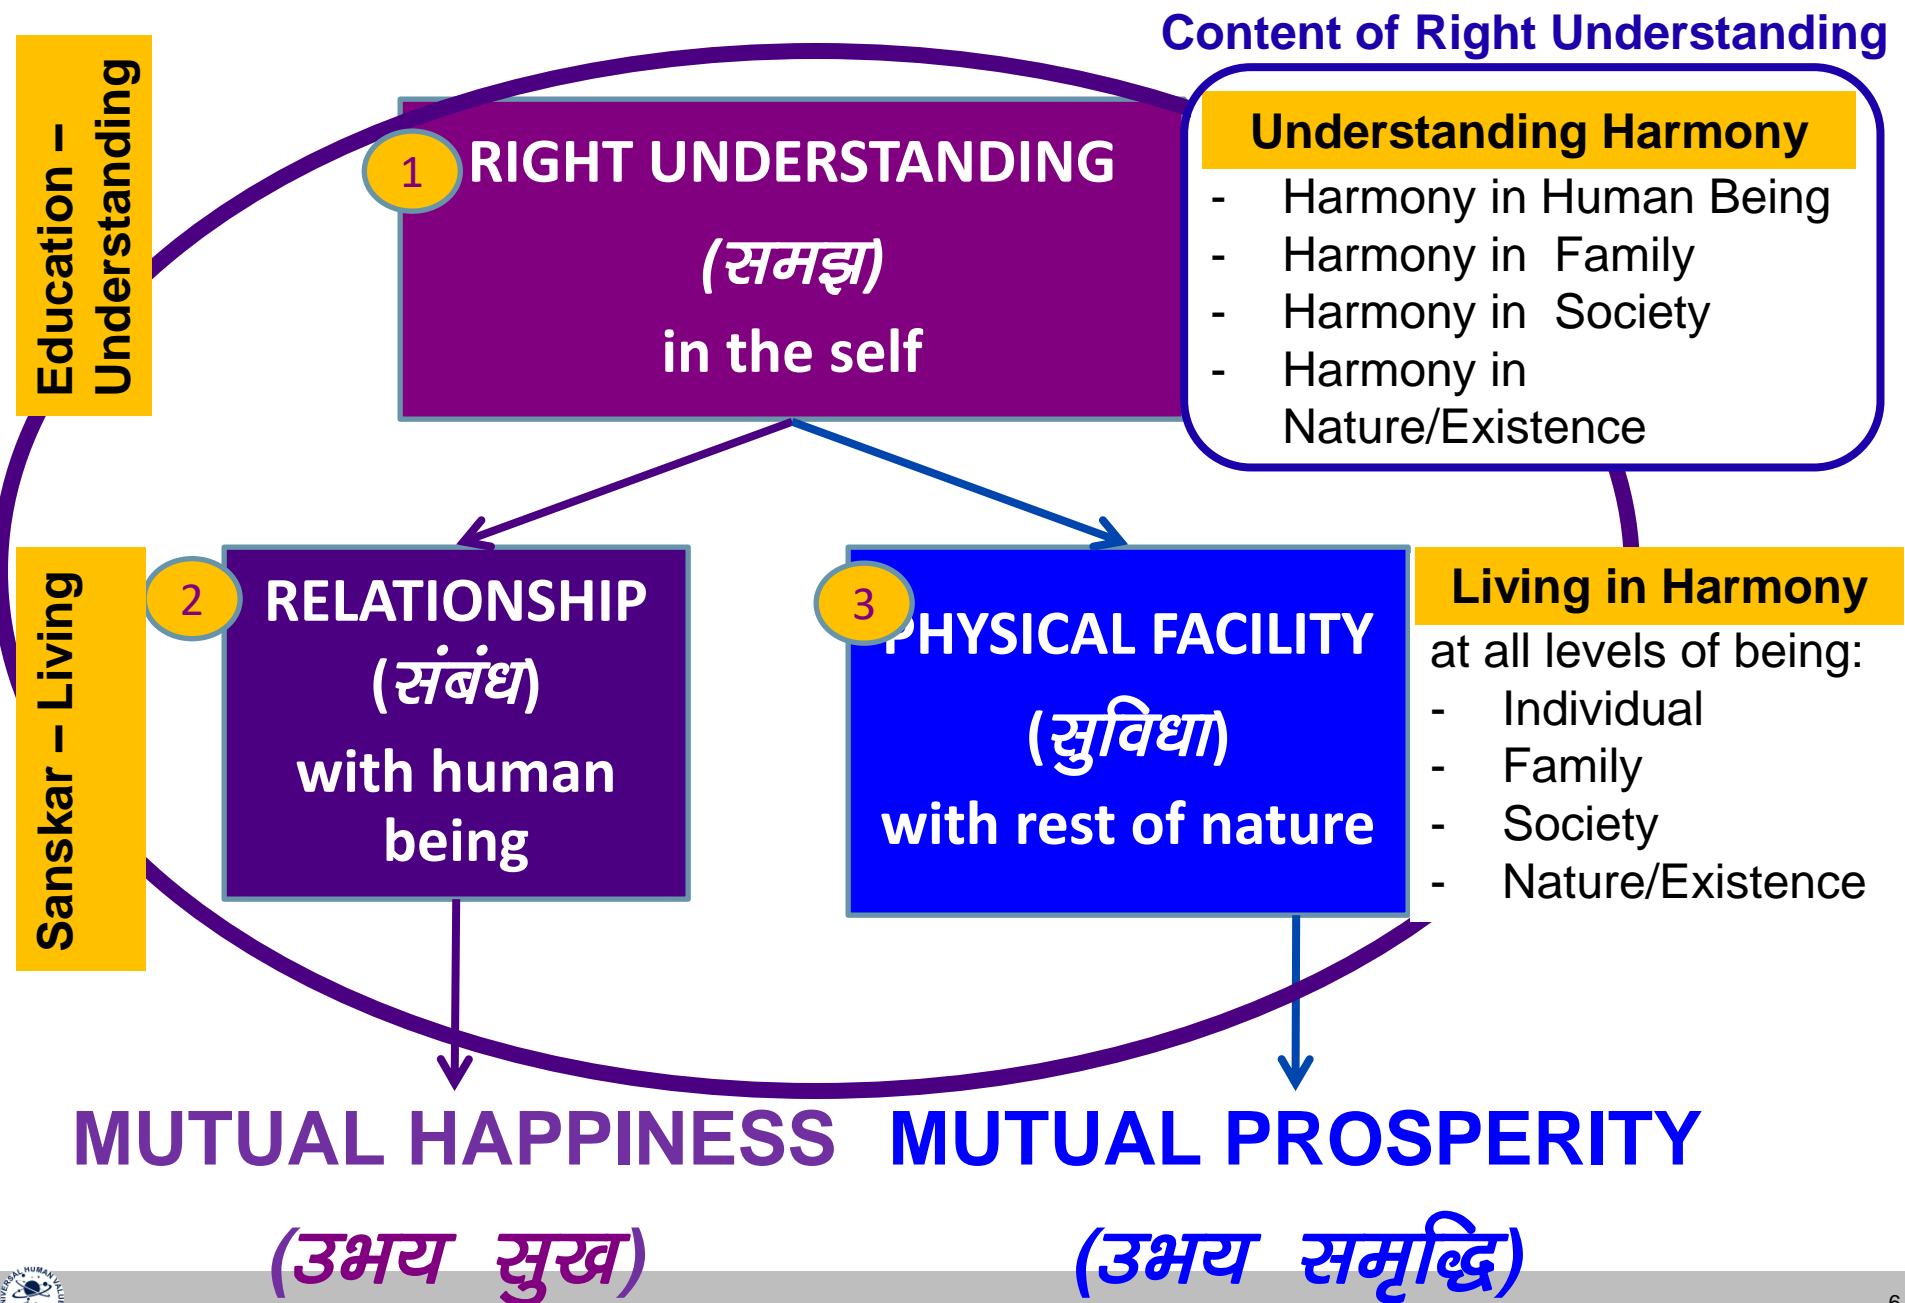 Content of Right Understanding
Education –
Understanding
1
RIGHT UNDERSTANDING
(समझ)
in the self
Understanding Harmony
- Harmony in Human Being
- Harmony in Family
- Harmony in Society
- Harmony in
Nature/Existence
Sanskar – Living
2
RELATIONSHIP
(संबंध)
with human
being
3
PHYSICAL FACILITY
(सुविधा)
with rest of nature
Living in Harmony
at all levels of being:
- Individual
- Family
- Society
- Nature/Existence
MUTUAL HAPPINESS
(उभय सुख)
MUTUAL PROSPERITY
(उभय समृद्धि)
HUMAN
6